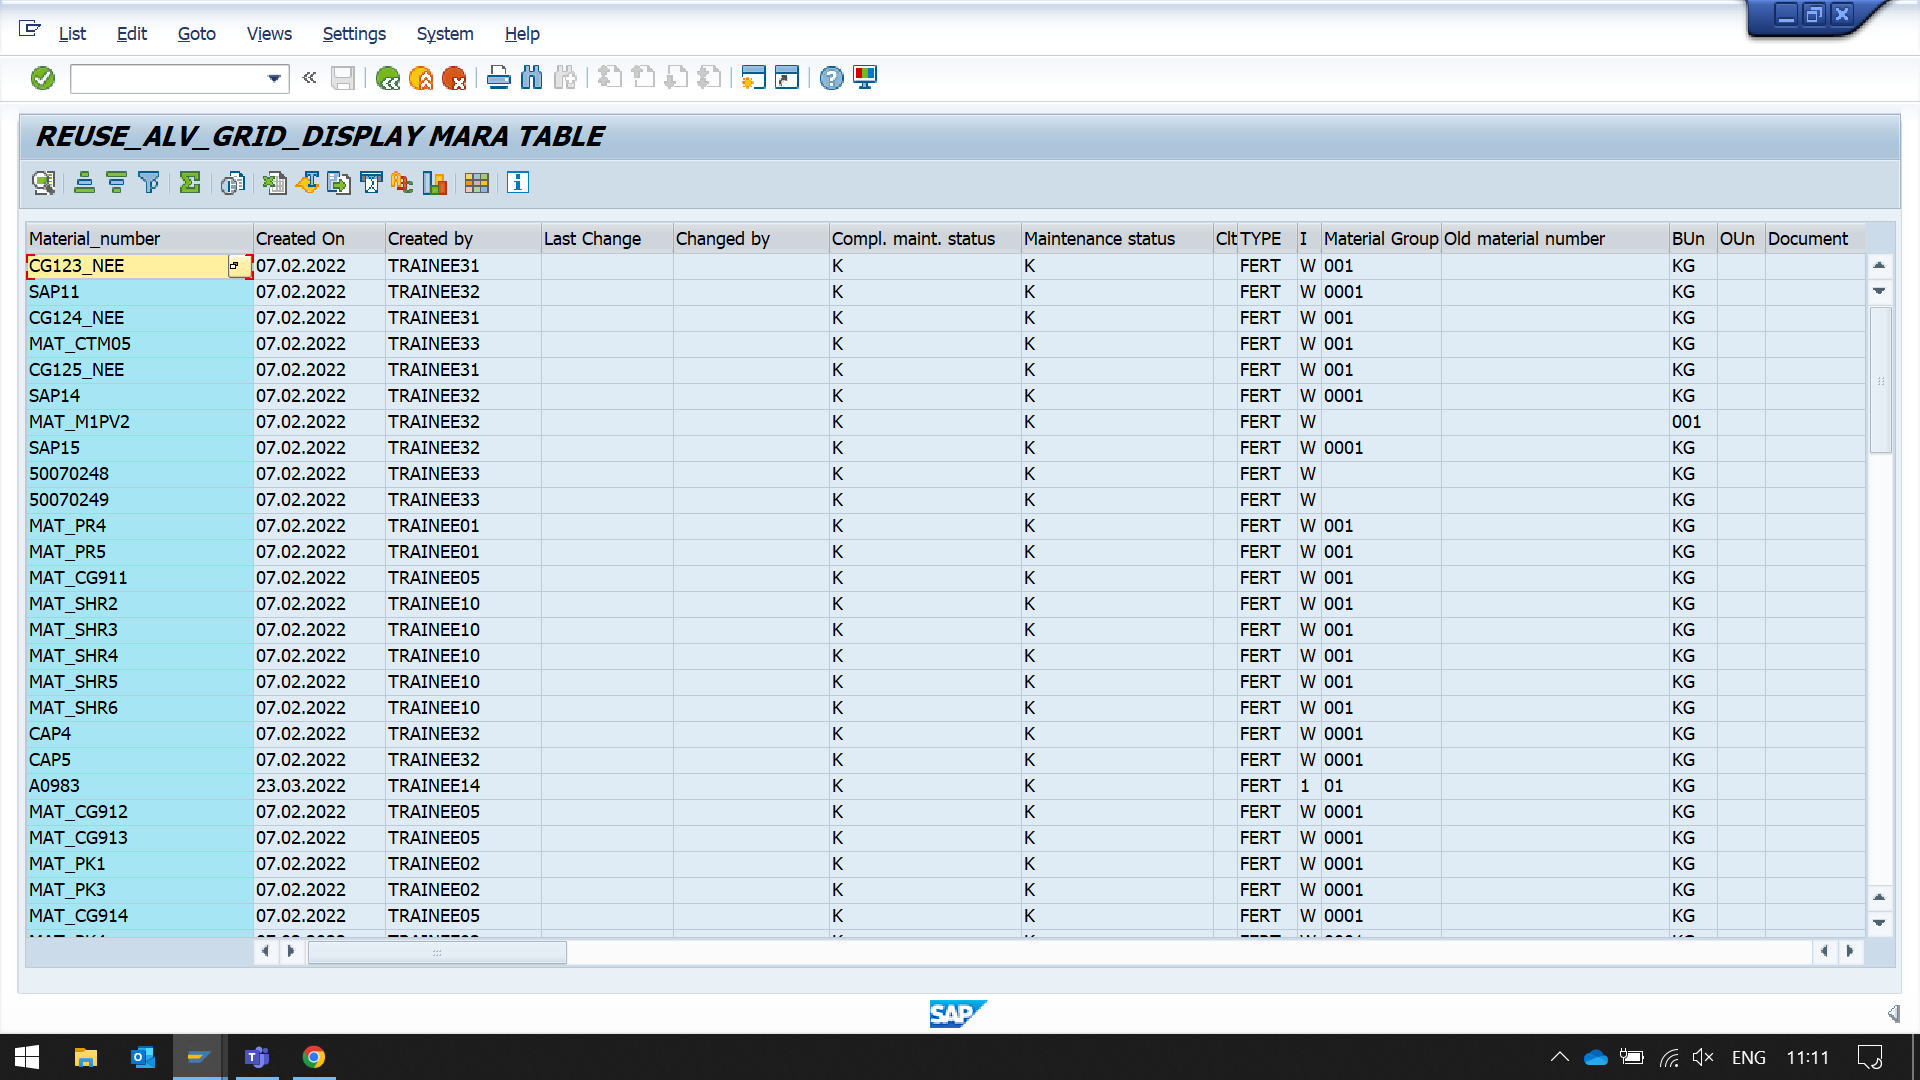 List Edit Goto Views Settings System Help
REUSE_ALV_GRID_DISPLAY MARA TABLE
Material_number Created On Created by Last Change Changed by Compl. maint. status Maintenance status Clt TYPE I Material Group Old material number BUn OUn Document
CG123_NEE 07.02.2022 TRAINEE31 K K FERT W 001 KG
SAP11 07.02.2022 TRAINEE32 K K FERT W 0001 KG
CG124_NEE 07.02.2022 TRAINEE31 K K FERT W 001 KG
MAT_CTM05 07.02.2022 TRAINEE33 K K FERT W 001 KG
CG125_NEE 07.02.2022 TRAINEE31 K K FERT W 001 KG
SAP14 07.02.2022 TRAINEE32 K K FERT W 0001 KG
MAT_M1PV2 07.02.2022 TRAINEE32 K K FERT W 001
SAP15 07.02.2022 TRAINEE32 K K FERT W 0001 KG
50070248 07.02.2022 TRAINEE33 K K FERT W KG
50070249 07.02.2022 TRAINEE33 K K FERT W KG
MAT_PR4 07.02.2022 TRAINEE01 K K FERT W 001 KG
MAT_PR5 07.02.2022 TRAINEE01 K K FERT W 001 KG
MAT_CG911 07.02.2022 TRAINEE05 K K FERT W 001 KG
MAT_SHR2 07.02.2022 TRAINEE10 K K FERT W 001 KG
MAT_SHR3 07.02.2022 TRAINEE10 K K FERT W 001 KG
MAT_SHR4 07.02.2022 TRAINEE10 K K FERT W 001 KG
MAT_SHR5 07.02.2022 TRAINEE10 K K FERT W 001 KG
MAT_SHR6 07.02.2022 TRAINEE10 K K FERT W 001 KG
CAP4 07.02.2022 TRAINEE32 K K FERT W 0001 KG
CAP5 07.02.2022 TRAINEE32 K K FERT W 0001 KG
A0983 23.03.2022 TRAINEE14 K K FERT 1 01 KG
MAT_CG912 07.02.2022 TRAINEE05 K K FERT W 0001 KG
MAT_CG913 07.02.2022 TRAINEE05 K K FERT W 0001 KG
MAT_PK1 07.02.2022 TRAINEE02 K K FERT W 0001 KG
MAT_PK3 07.02.2022 TRAINEE02 K K FERT W 0001 KG
MAT_CG914 07.02.2022 TRAINEE05 K K FERT W 0001 KG
SAP
ENG 11:11